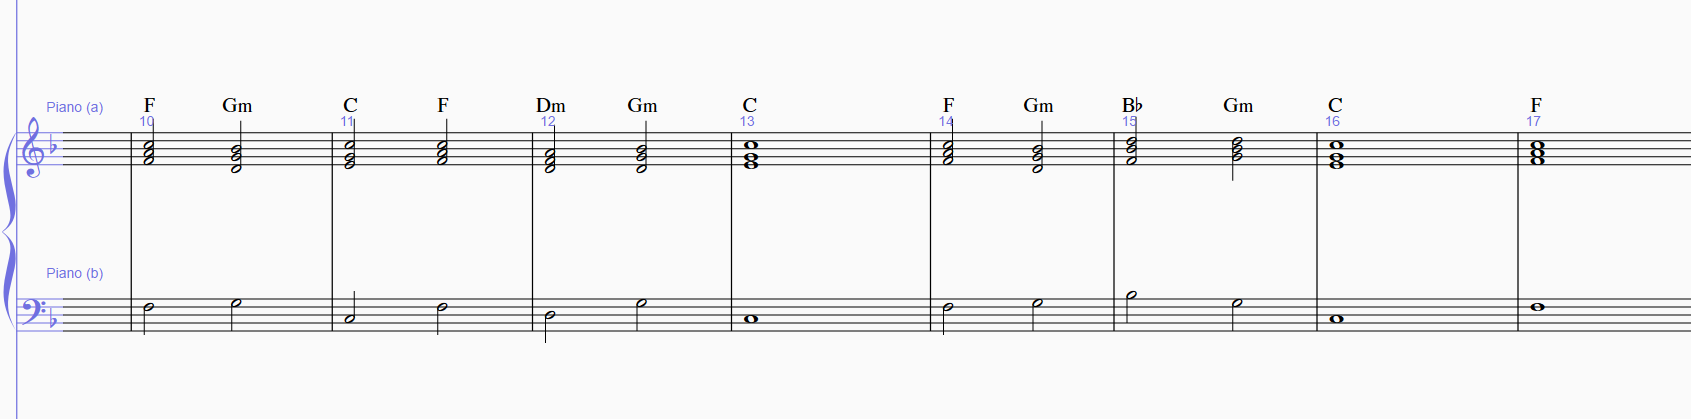 Piano (a) F Gm C F Dm Gm C F Gm B♭ Gm C F
10 11 12 13 14 15 16 17
Piano (b)